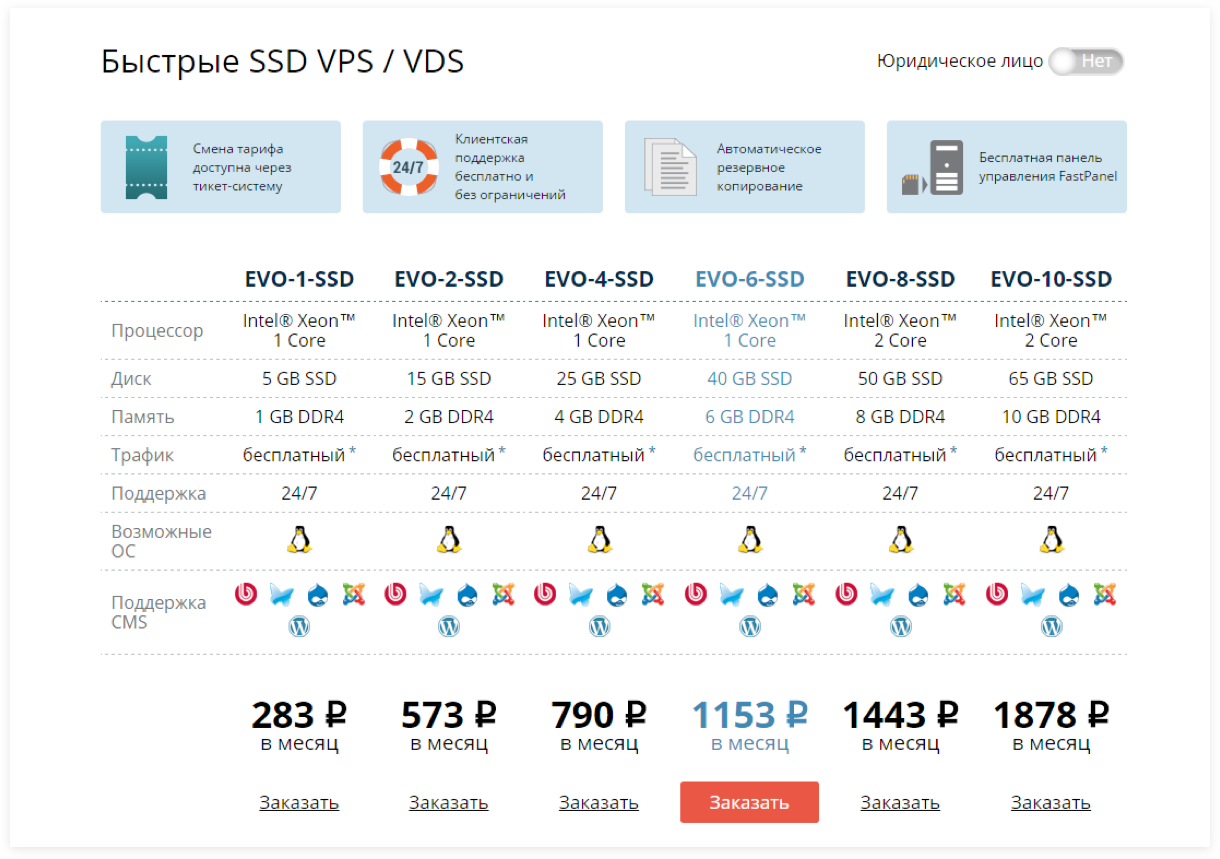 Быстрые SSD VPS / VDS
Юридическое лицо Нет
Смена тарифа
доступна через
тикет-систему
24/7
Клиентская
поддержка
бесплатно и
без ограничений
Автоматическое
резервное
копирование
Бесплатная панель
управления FastPanel
EVO-1-SSD EVO-2-SSD EVO-4-SSD EVO-6-SSD EVO-8-SSD EVO-10-SSD
Процессор
Intel® Xeon™ Intel® Xeon™ Intel® Xeon™ Intel® Xeon™ Intel® Xeon™ Intel® Xeon™
1 Core 1 Core 1 Core 1 Core 2 Core 2 Core
Диск 5 GB SSD 15 GB SSD 25 GB SSD 40 GB SSD 50 GB SSD 65 GB SSD
Память 1 GB DDR4 2 GB DDR4 4 GB DDR4 6 GB DDR4 8 GB DDR4 10 GB DDR4
Трафик бесплатный * бесплатный * бесплатный * бесплатный * бесплатный * бесплатный *
Поддержка 24/7 24/7 24/7 24/7 24/7 24/7
Возможные
ОС
Поддержка
CMS
283 ₽ 573 ₽ 790 ₽ 1153 ₽ 1443 ₽ 1878 ₽
в месяц в месяц в месяц в месяц в месяц в месяц
Заказать Заказать Заказать Заказать Заказать Заказать